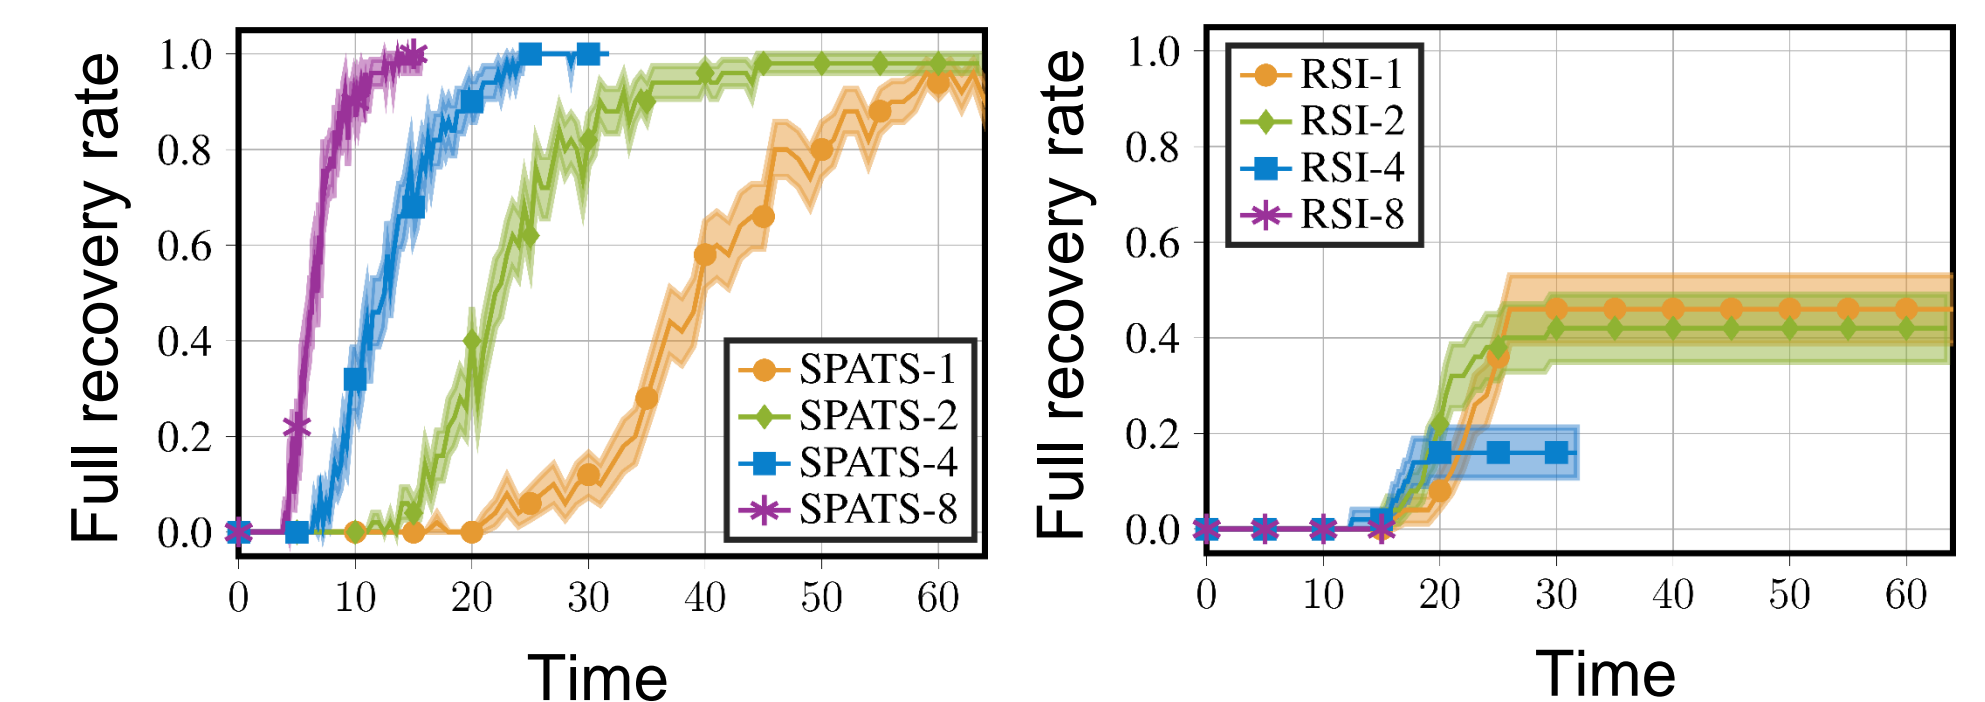 Full recovery rate
1.0
0.8
0.6
0.4
0.2
0.0
0 10 20 30 40 50 60
Time
SPATS-1
SPATS-2
SPATS-4
SPATS-8
Full recovery rate
1.0
0.8
0.6
0.4
0.2
0.0
0 10 20 30 40 50 60
Time
RSI-1
RSI-2
RSI-4
RSI-8